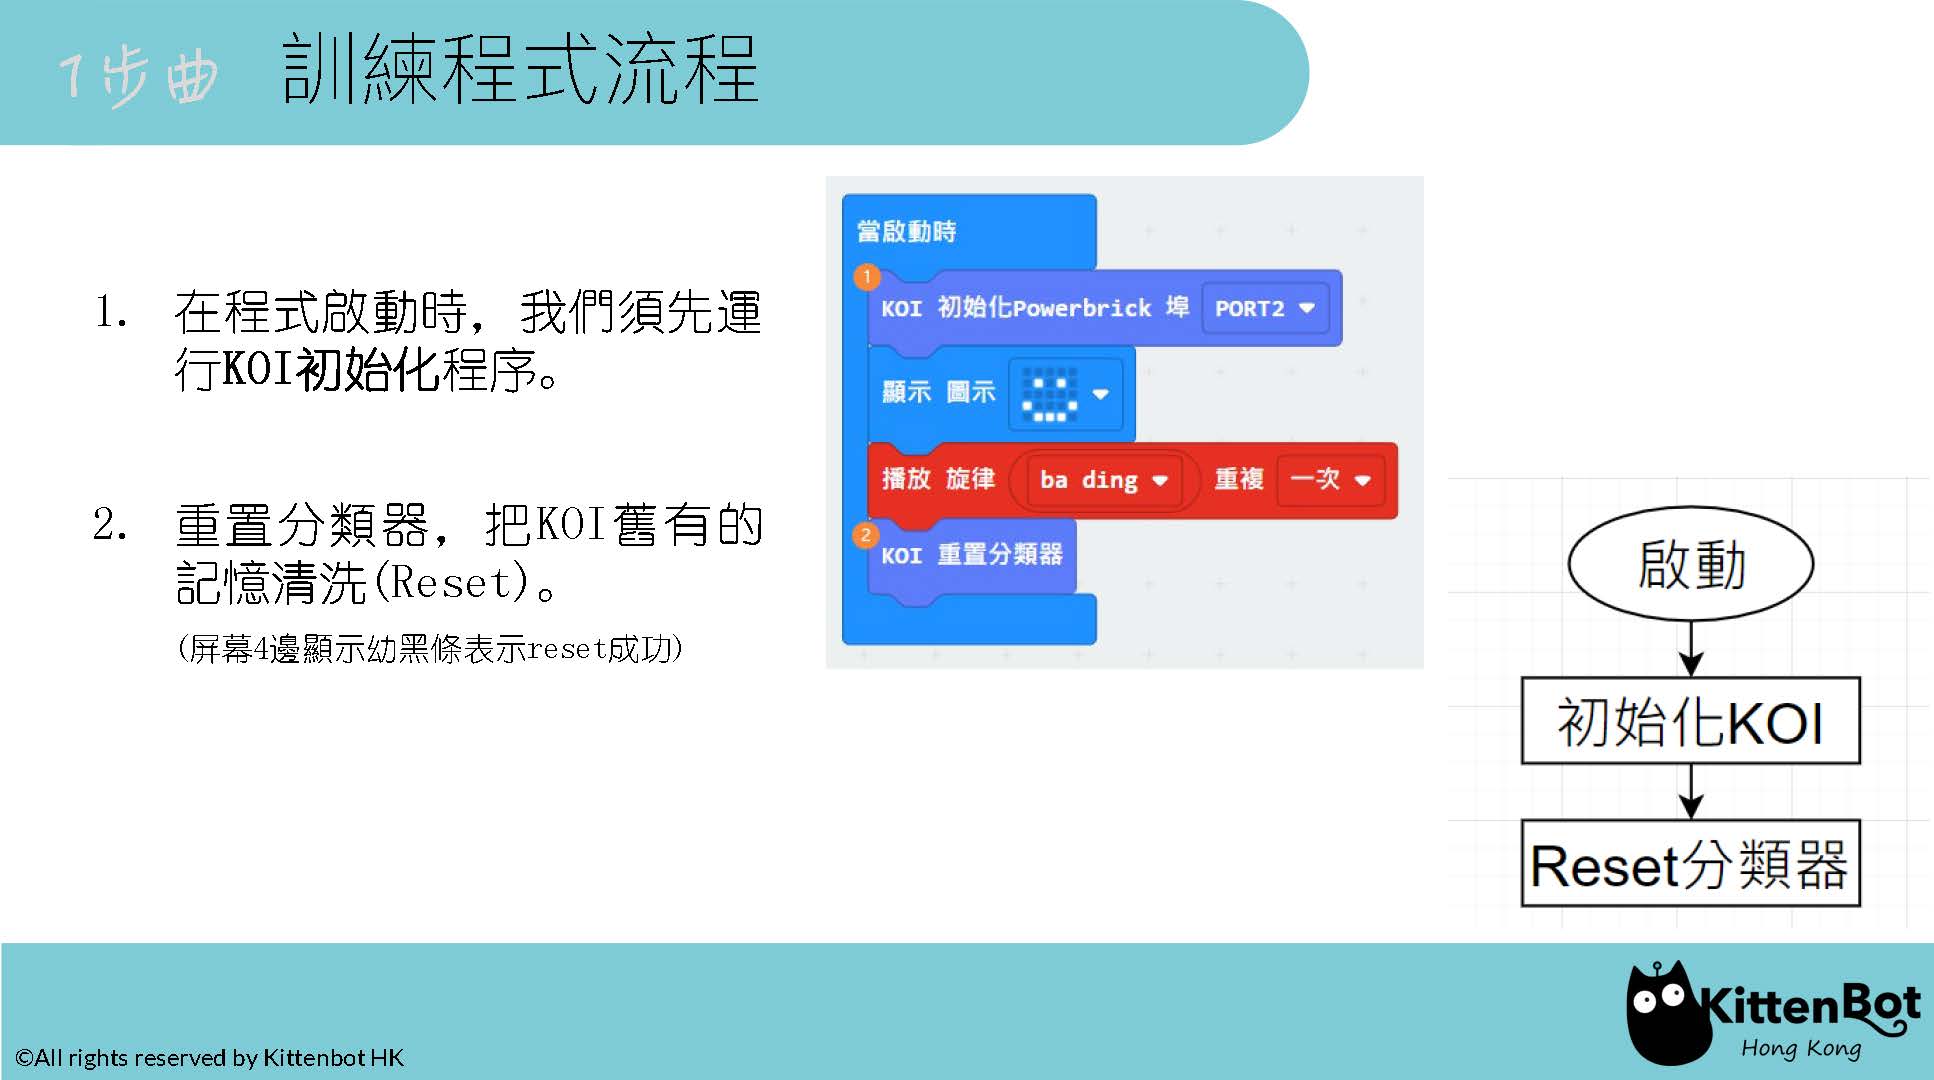 1步曲 訓練程式流程
1. 在程式啟動時，我們須先運
行KOI初始化程序。
2. 重置分類器，把KOI舊有的
記憶清洗(Reset)。
(屏幕4邊顯示幼黑條表示reset成功)
當啟動時
1
KOI 初始化Powerbrick 埠 PORT2
顯示 圖示
播放 旋律 ba ding 重複 一次
2
KOI 重置分類器
啟動
初始化KOI
Reset分類器
©All rights reserved by Kittenbot HK
KittenBot
Hong Kong